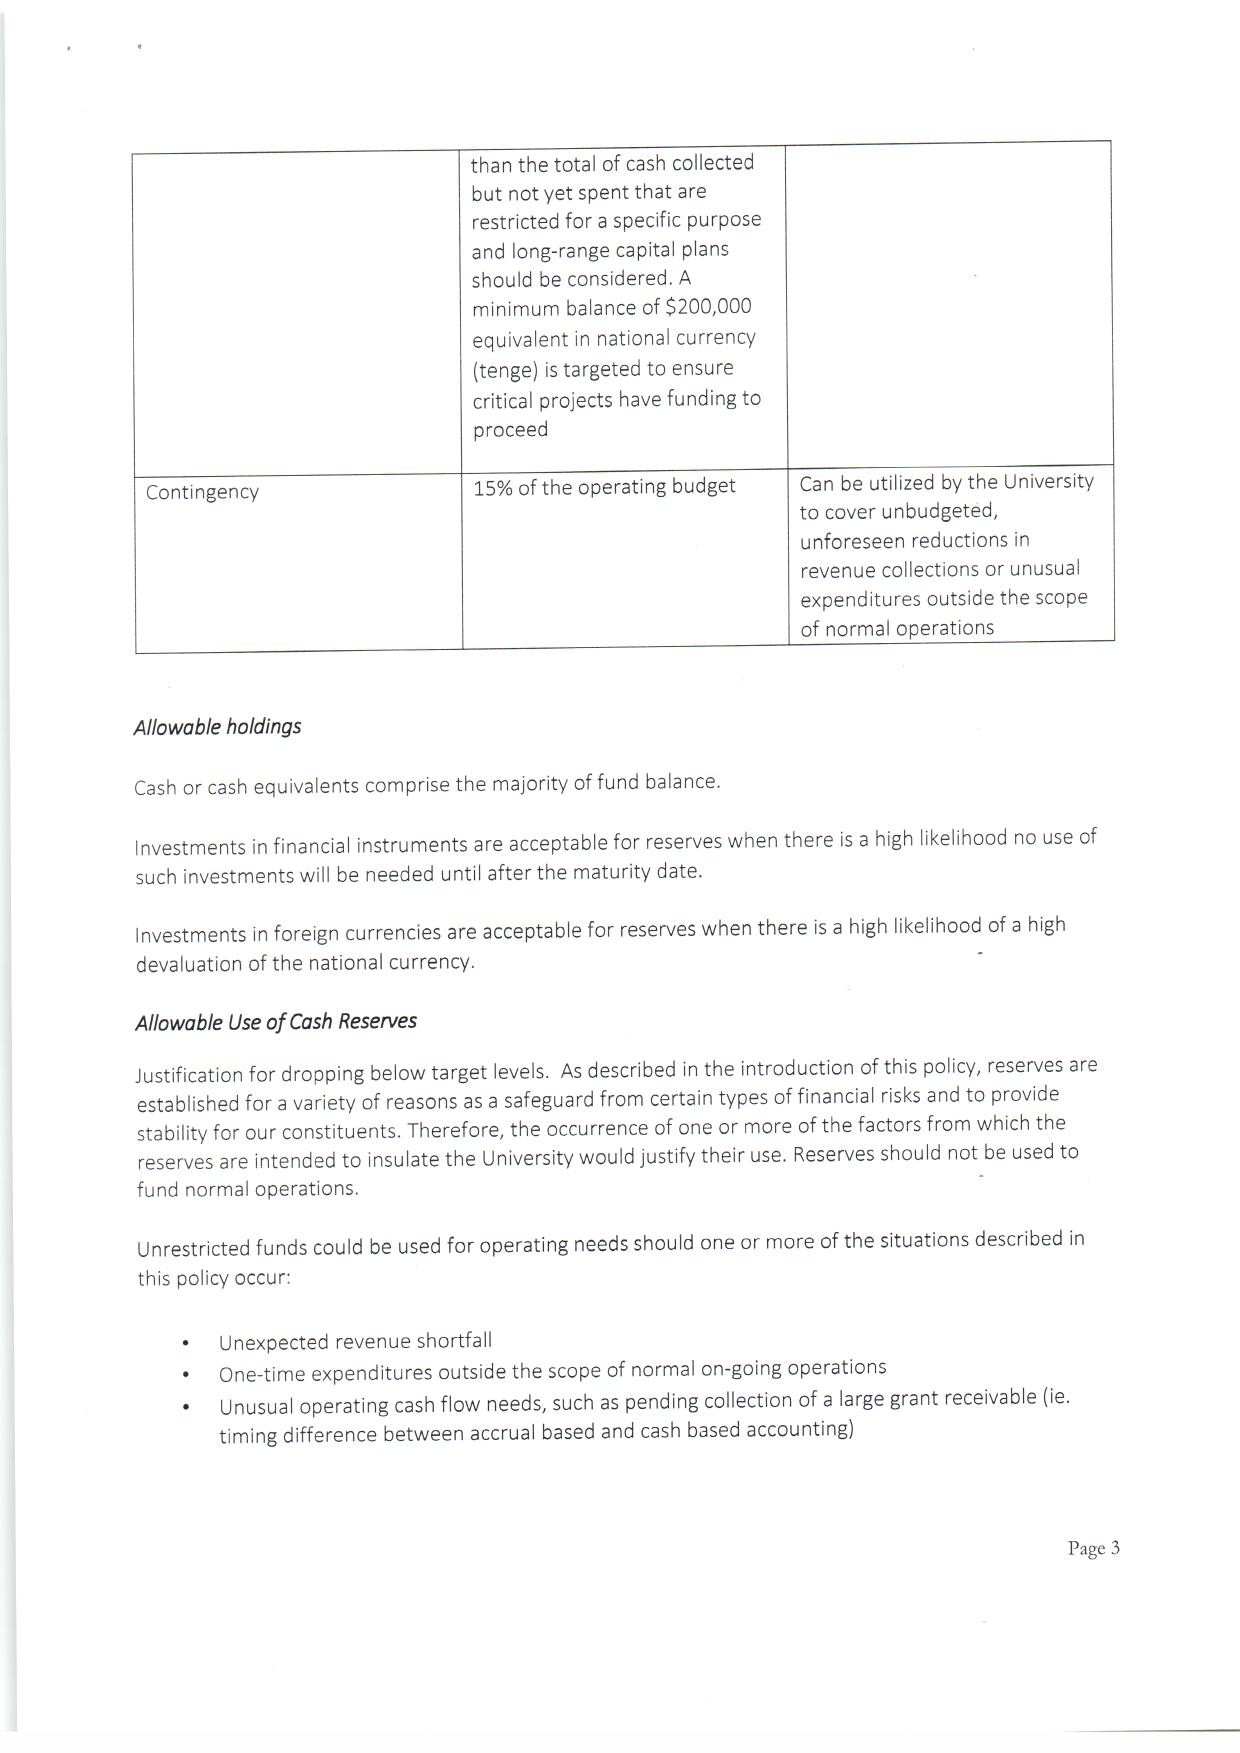 than the total of cash collected
but not yet spent that are
restricted for a specific purpose
and long-range capital plans
should be considered. A
minimum balance of $200,000
equivalent in national currency
(tenge) is targeted to ensure
critical projects have funding to
proceed
Contingency
15% of the operating budget
Can be utilized by the University
to cover unbudgeted,
unforeseen reductions in
revenue collections or unusual
expenditures outside the scope
of normal operations
Allowable holdings
Cash or cash equivalents comprise the majority of fund balance.
Investments in financial instruments are acceptable for reserves when there is a high likelihood no use of
such investments will be needed until after the maturity date.
Investments in foreign currencies are acceptable for reserves when there is a high likelihood of a high
devaluation of the national currency.
Allowable Use of Cash Reserves
Justification for dropping below target levels. As described in the introduction of this policy, reserves are
established for a variety of reasons as a safeguard from certain types of financial risks and to provide
stability for our constituents. Therefore, the occurrence of one or more of the factors from which the
reserves are intended to insulate the University would justify their use. Reserves should not be used to
fund normal operations.
Unrestricted funds could be used for operating needs should one or more of the situations described in
this policy occur:
• Unexpected revenue shortfall
• One-time expenditures outside the scope of normal on-going operations
• Unusual operating cash flow needs, such as pending collection of a large grant receivable (ie.
timing difference between accrual based and cash based accounting)
Page 3